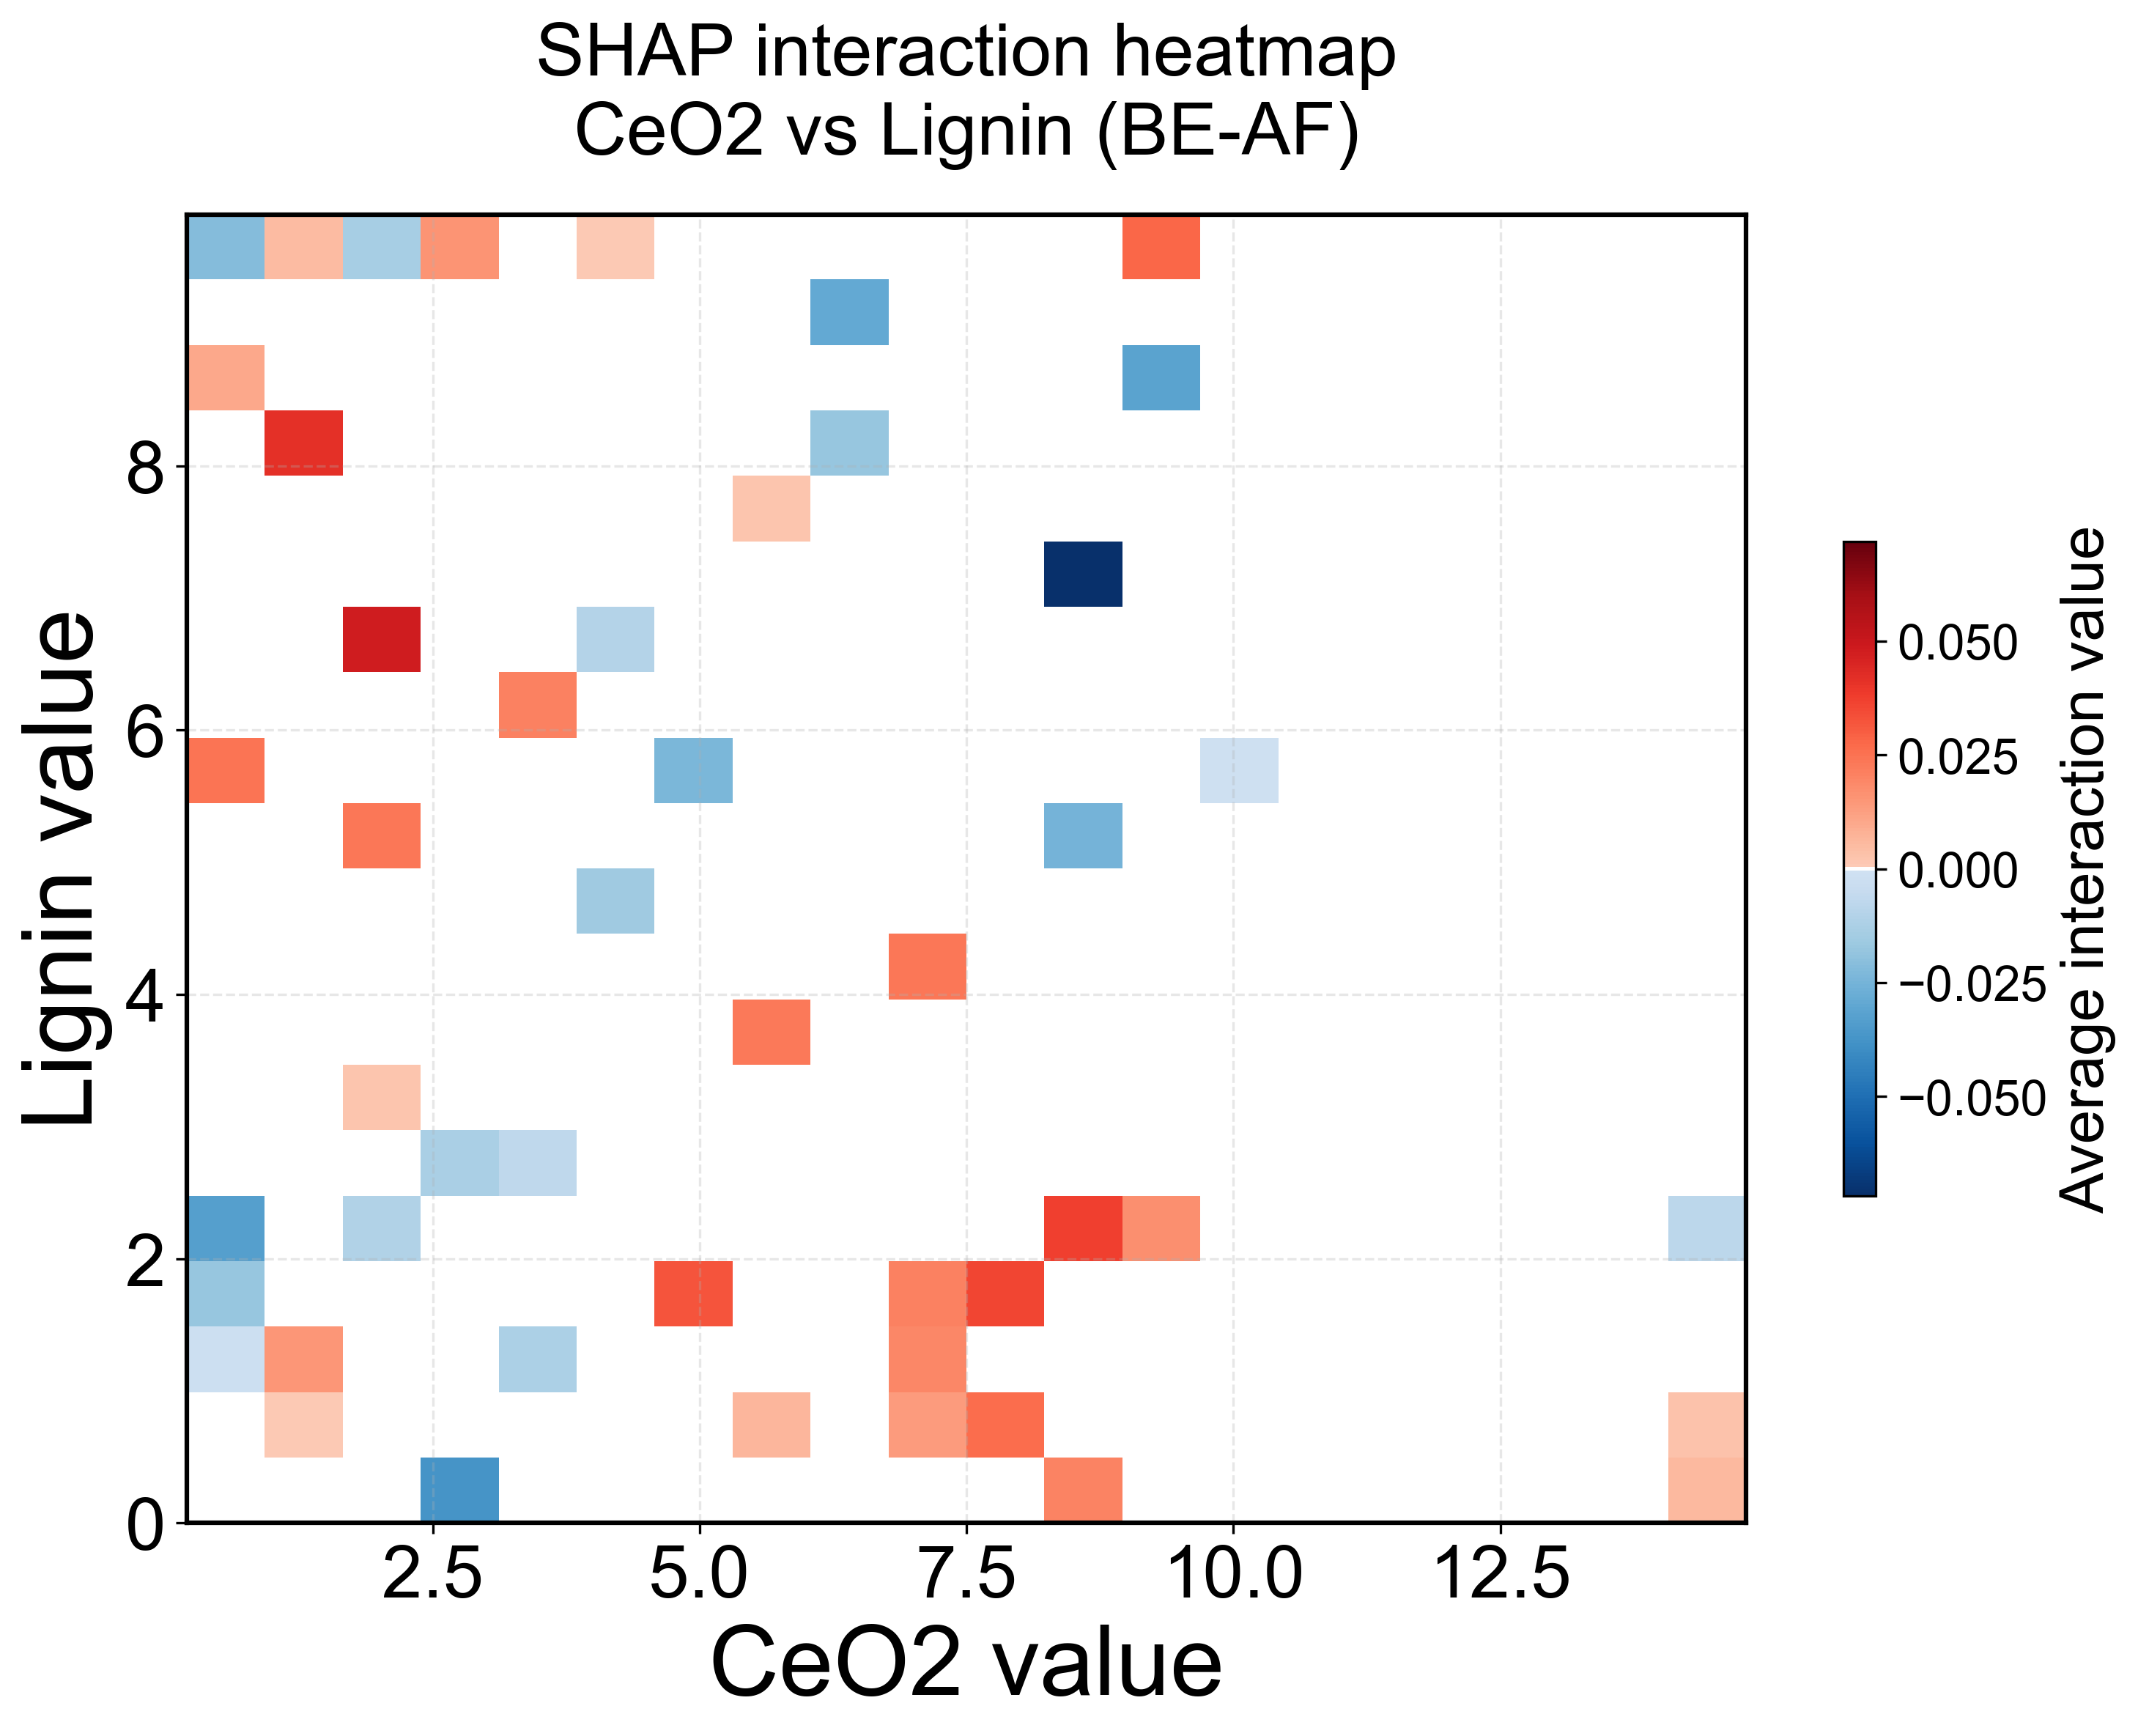 SHAP interaction heatmap
CeO2 vs Lignin (BE-AF)
Lignin value
8
6
4
2
0
2.5 5.0 7.5 10.0 12.5
CeO2 value
0.050
0.025
0.000
−0.025
−0.050
Average interaction value